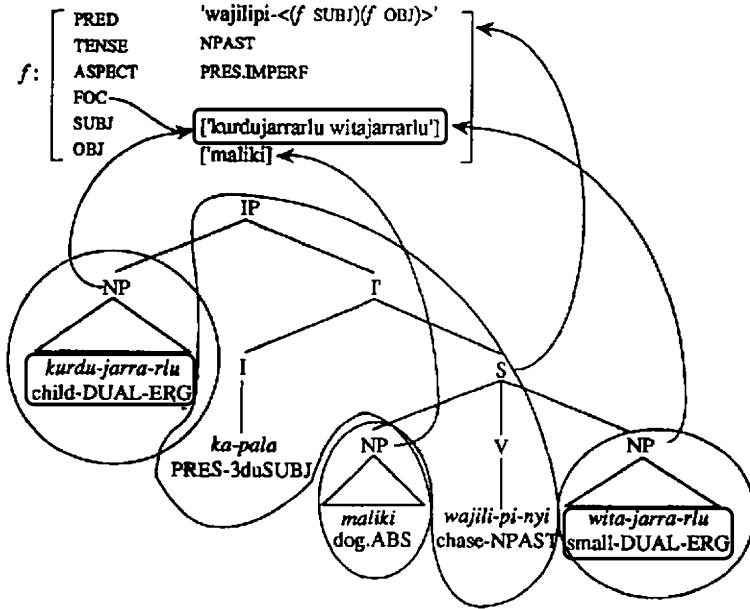 PRED 'wajilipi-<(f SUBJ)(f OBJ)>'
TENSE NPAST
f: ASPECT PRES.IMPERF
FOC
SUBJ ['kurdujarrarlu witajarrarlu']
OBJ ['maliki]
IP
NP I'
kurdu-jarra-rlu I S
child-DUAL-ERG
ka-pala NP V NP
PRES-3duSUBJ
maliki wajili-pi-nyi wita-jarra-rlu
dog.ABS chase-NPAST small-DUAL-ERG